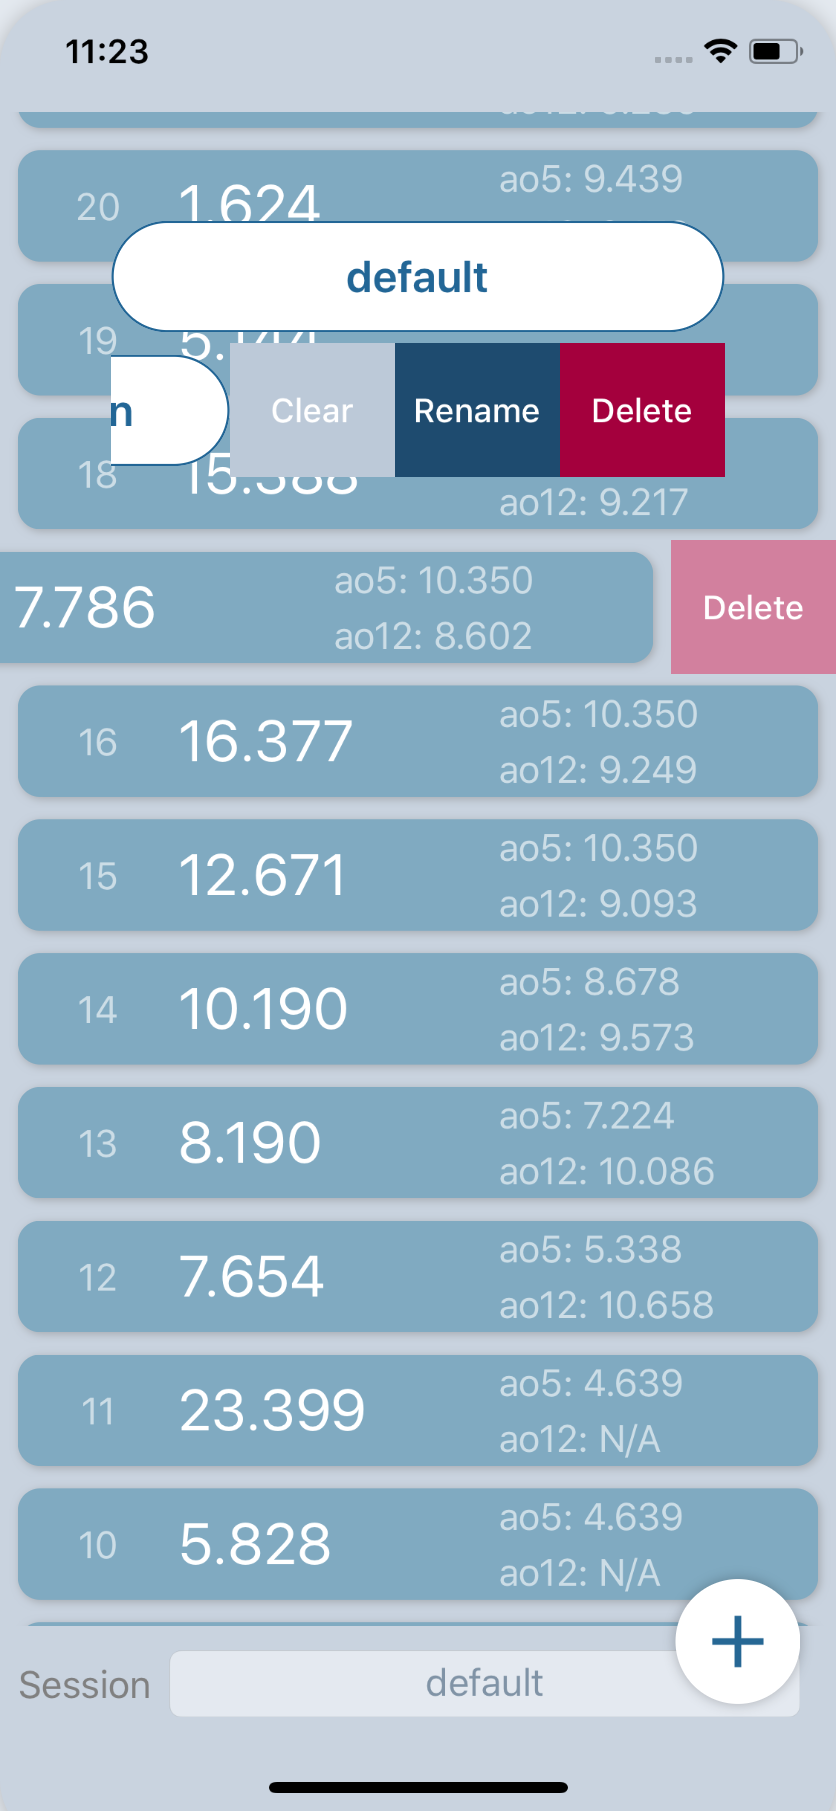 11:23
20 1.624 ao5: 9.439
default
19
n Clear Rename Delete
18 15.388
ao12: 9.217
7.786 ao5: 10.350
ao12: 8.602
Delete
16 16.377 ao5: 10.350
ao12: 9.249
15 12.671 ao5: 10.350
ao12: 9.093
14 10.190 ao5: 8.678
ao12: 9.573
13 8.190 ao5: 7.224
ao12: 10.086
12 7.654 ao5: 5.338
ao12: 10.658
11 23.399 ao5: 4.639
ao12: N/A
10 5.828 ao5: 4.639
ao12: N/A
Session default